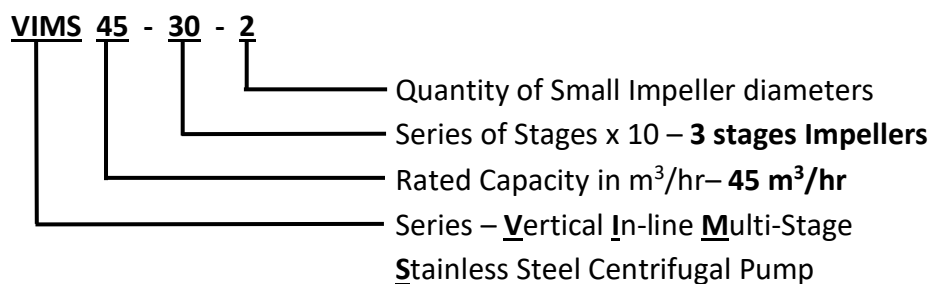 VIMS 45 - 30 - 2
Quantity of Small Impeller diameters
Series of Stages x 10 – 3 stages Impellers
Rated Capacity in m³/hr– 45 m³/hr
Series – Vertical In-line Multi-Stage
Stainless Steel Centrifugal Pump